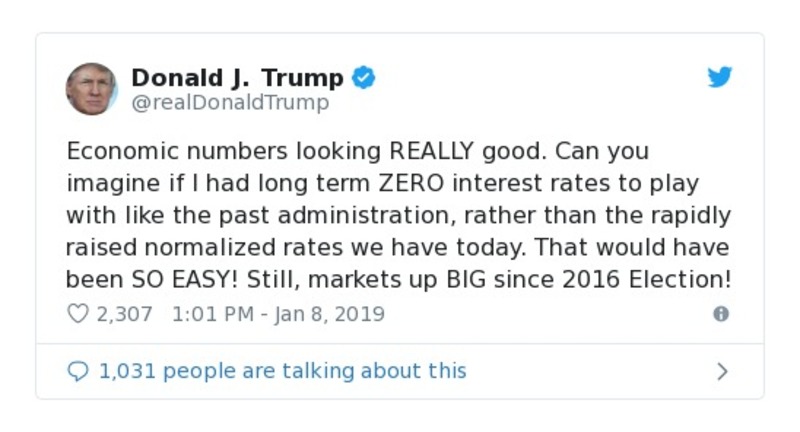 Donald J. Trump
@realDonaldTrump
Economic numbers looking REALLY good. Can you
imagine if I had long term ZERO interest rates to play
with like the past administration, rather than the rapidly
raised normalized rates we have today. That would have
been SO EASY! Still, markets up BIG since 2016 Election!
2,307 1:01 PM - Jan 8, 2019
1,031 people are talking about this